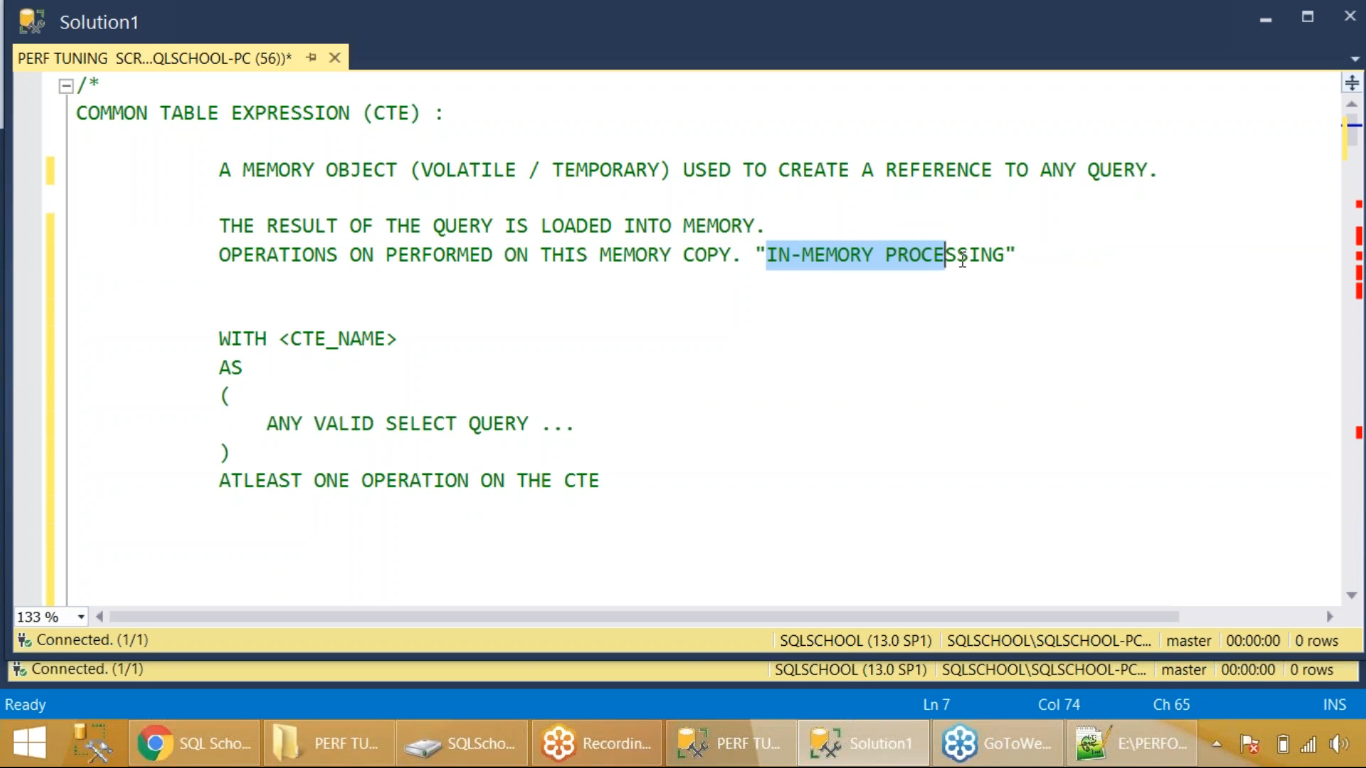 Solution1
PERF TUNING SCR...QLSCHOOL-PC (56))*
/*
COMMON TABLE EXPRESSION (CTE) :
A MEMORY OBJECT (VOLATILE / TEMPORARY) USED TO CREATE A REFERENCE TO ANY QUERY.
THE RESULT OF THE QUERY IS LOADED INTO MEMORY.
OPERATIONS ON PERFORMED ON THIS MEMORY COPY. "IN-MEMORY PROCESSING"
WITH <CTE_NAME>
AS
(
ANY VALID SELECT QUERY ...
)
ATLEAST ONE OPERATION ON THE CTE
133 %
Connected. (1/1) SQLSCHOOL (13.0 SP1) SQLSCHOOL\SQLSCHOOL-PC... master 00:00:00 0 rows
Connected. (1/1) SQLSCHOOL (13.0 SP1) SQLSCHOOL\SQLSCHOOL-PC... master 00:00:00 0 rows
Ready Ln 7 Col 74 Ch 65 INS
SQL Scho... PERF TU... SQLScho... Recordin... PERF TU... Solution1 GoToWe... E:\PERFO...